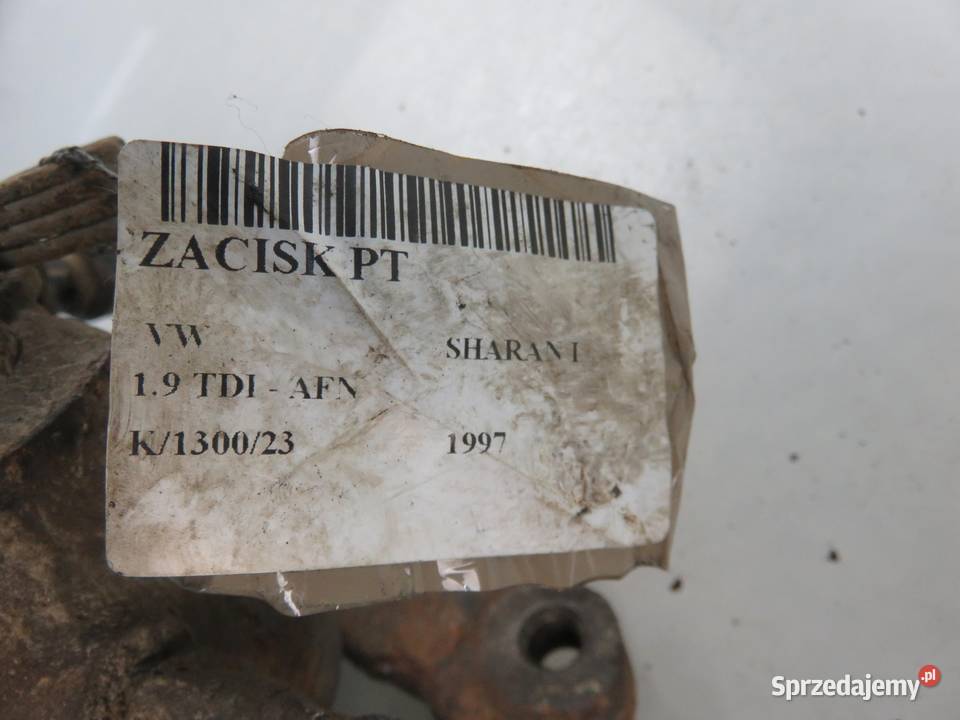 ZACISK PT
VW SHARAN I
1.9 TDI - AFN
K/1300/23 1997
Sprzedajemy.pl